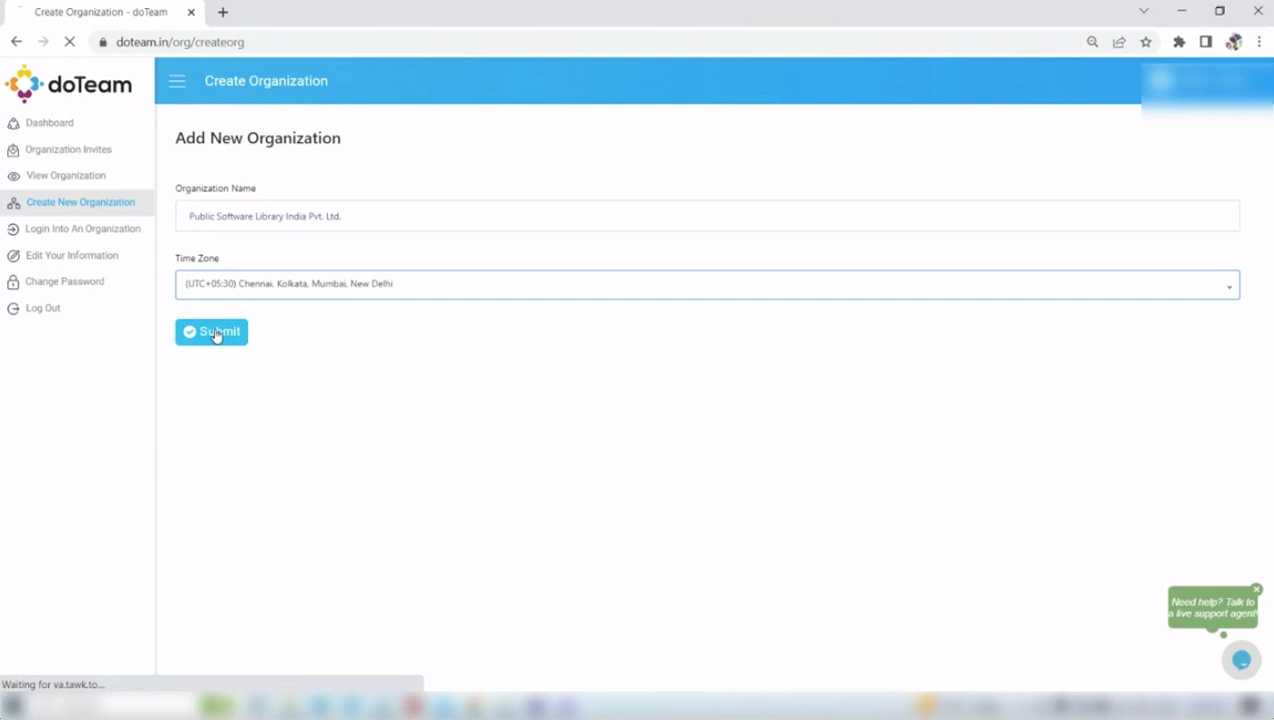 Create Organization - doTeam
doteam.in/org/createorg
doTeam
Create Organization
Dashboard
Organization Invites
View Organization
Create New Organization
Login Into An Organization
Edit Your Information
Change Password
Log Out
Add New Organization
Organization Name
Public Software Library India Pvt. Ltd.
Time Zone
(UTC+05:30) Chennai, Kolkata, Mumbai, New Delhi
Submit
Need help? Talk to
a live support agent!
Waiting for va.tawk.to...